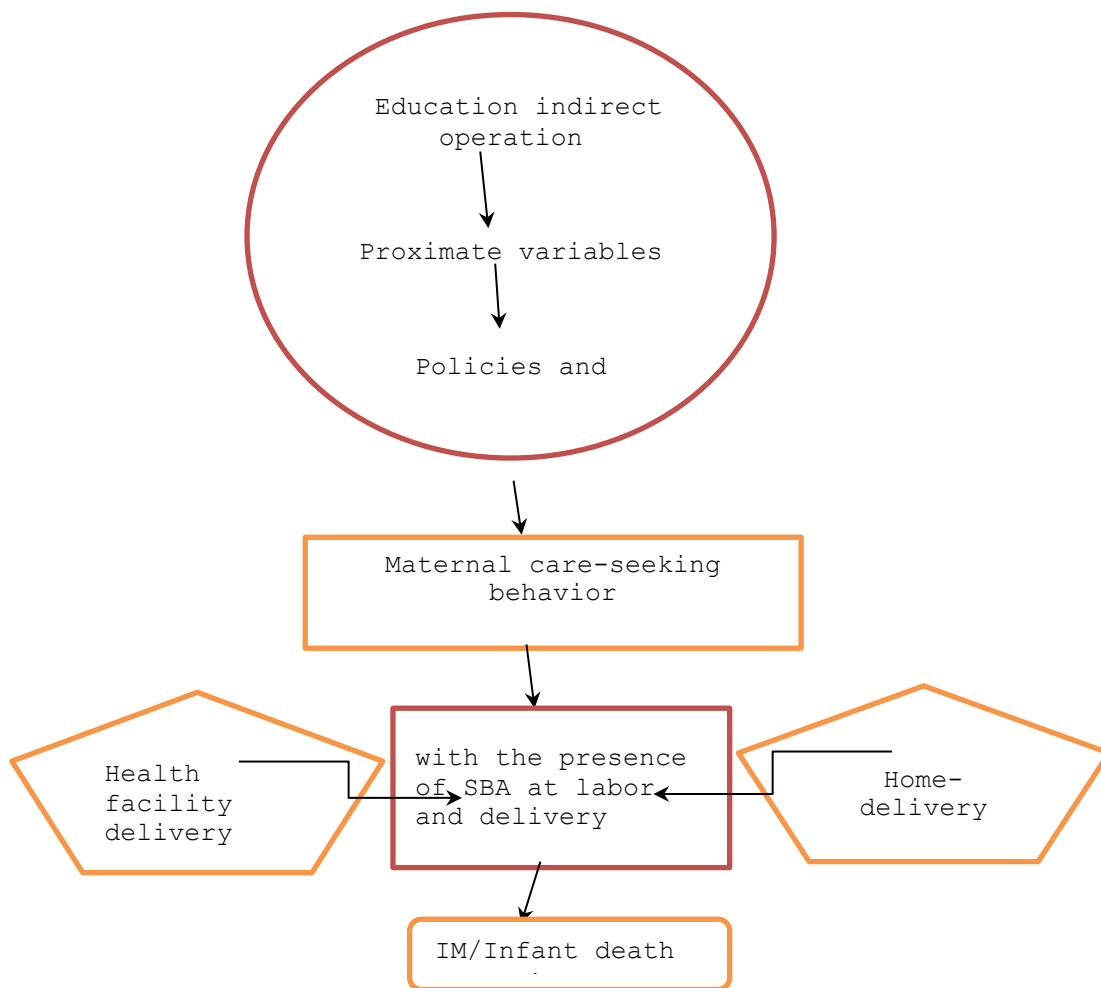 Education indirect
operation
Proximate variables
Policies and
Maternal care-seeking
behavior
Health
facility
delivery
with the presence
of SBA at labor
and delivery
Home-
delivery
IM/Infant death